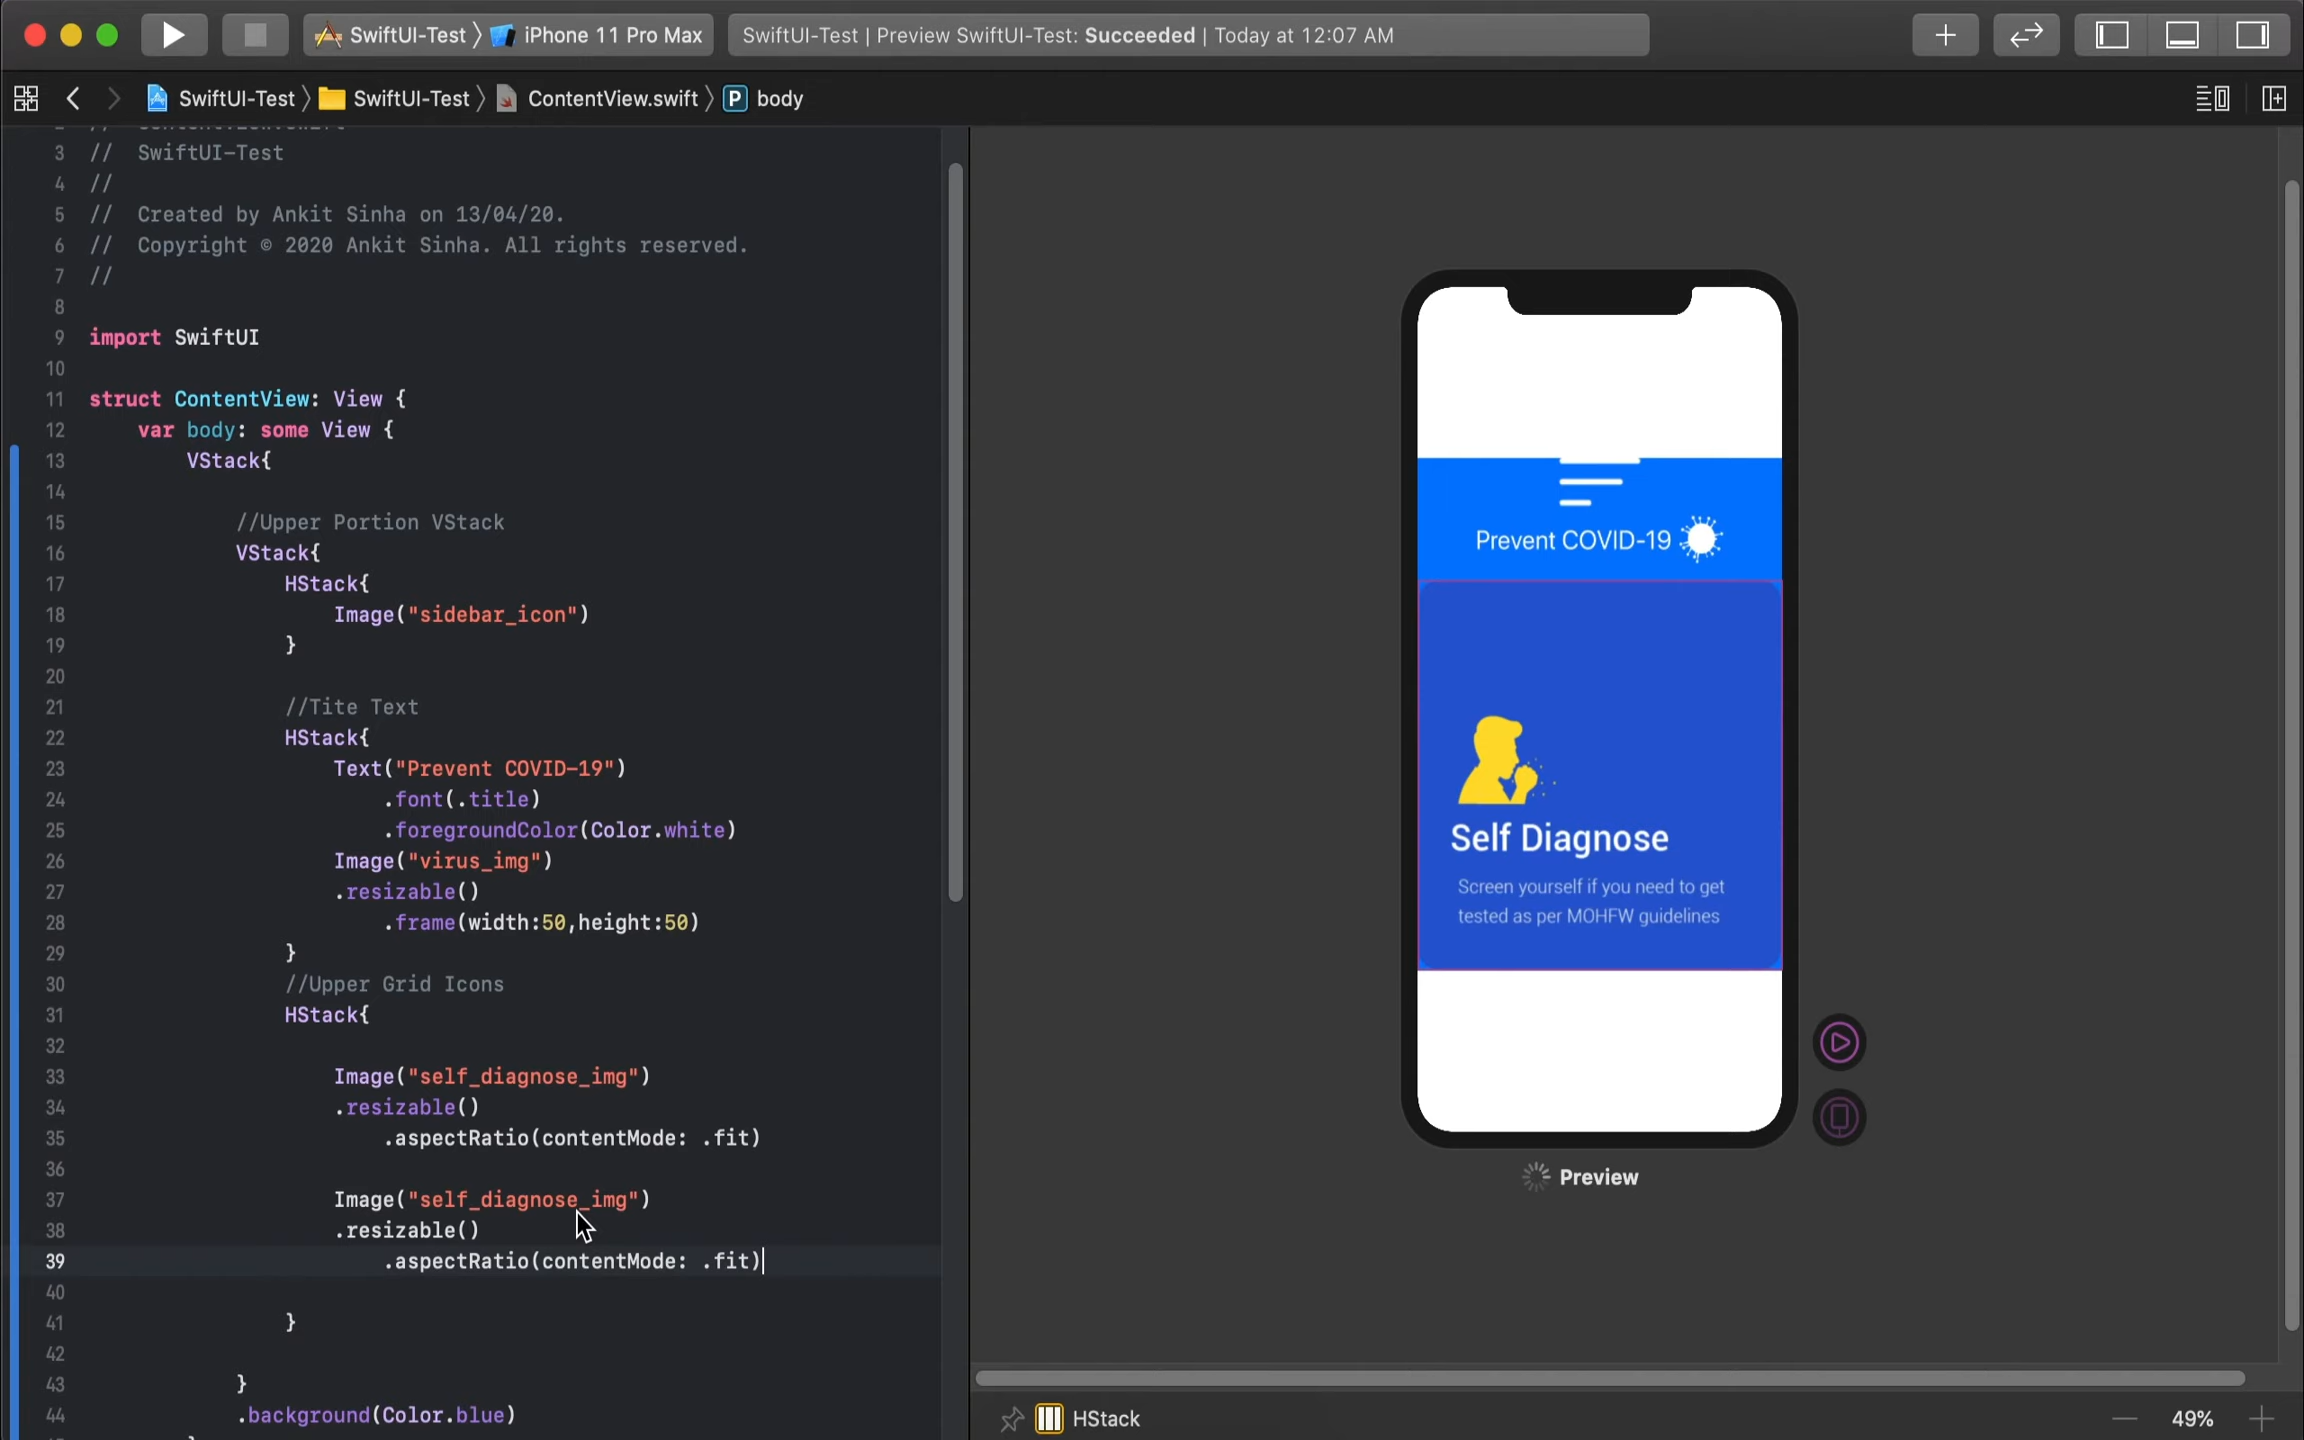 SwiftUI-Test 〉 iPhone 11 Pro Max
SwiftUI-Test | Preview SwiftUI-Test: Succeeded | Today at 12:07 AM
SwiftUI-Test 〉 SwiftUI-Test 〉 ContentView.swift 〉 P body
3 //  SwiftUI-Test
4 //
5 //  Created by Ankit Sinha on 13/04/20.
6 //  Copyright © 2020 Ankit Sinha. All rights reserved.
7 //
8
9 import SwiftUI
10
11 struct ContentView: View {
12     var body: some View {
13         VStack{
14
15             //Upper Portion VStack
16             VStack{
17                 HStack{
18                     Image("sidebar_icon")
19                 }
20
21                 //Tite Text
22                 HStack{
23                     Text("Prevent COVID-19")
24                         .font(.title)
25                         .foregroundColor(Color.white)
26                     Image("virus_img")
27                     .resizable()
28                         .frame(width:50,height:50)
29                 }
30                 //Upper Grid Icons
31                 HStack{
32
33                     Image("self_diagnose_img")
34                     .resizable()
35                         .aspectRatio(contentMode: .fit)
36
37                     Image("self_diagnose_img")
38                     .resizable()
39                         .aspectRatio(contentMode: .fit)
40
41                 }
42
43             }
44             .background(Color.blue)
Prevent COVID-19
Self Diagnose
Screen yourself if you need to get
tested as per MOHFW guidelines
Preview
HStack
49%